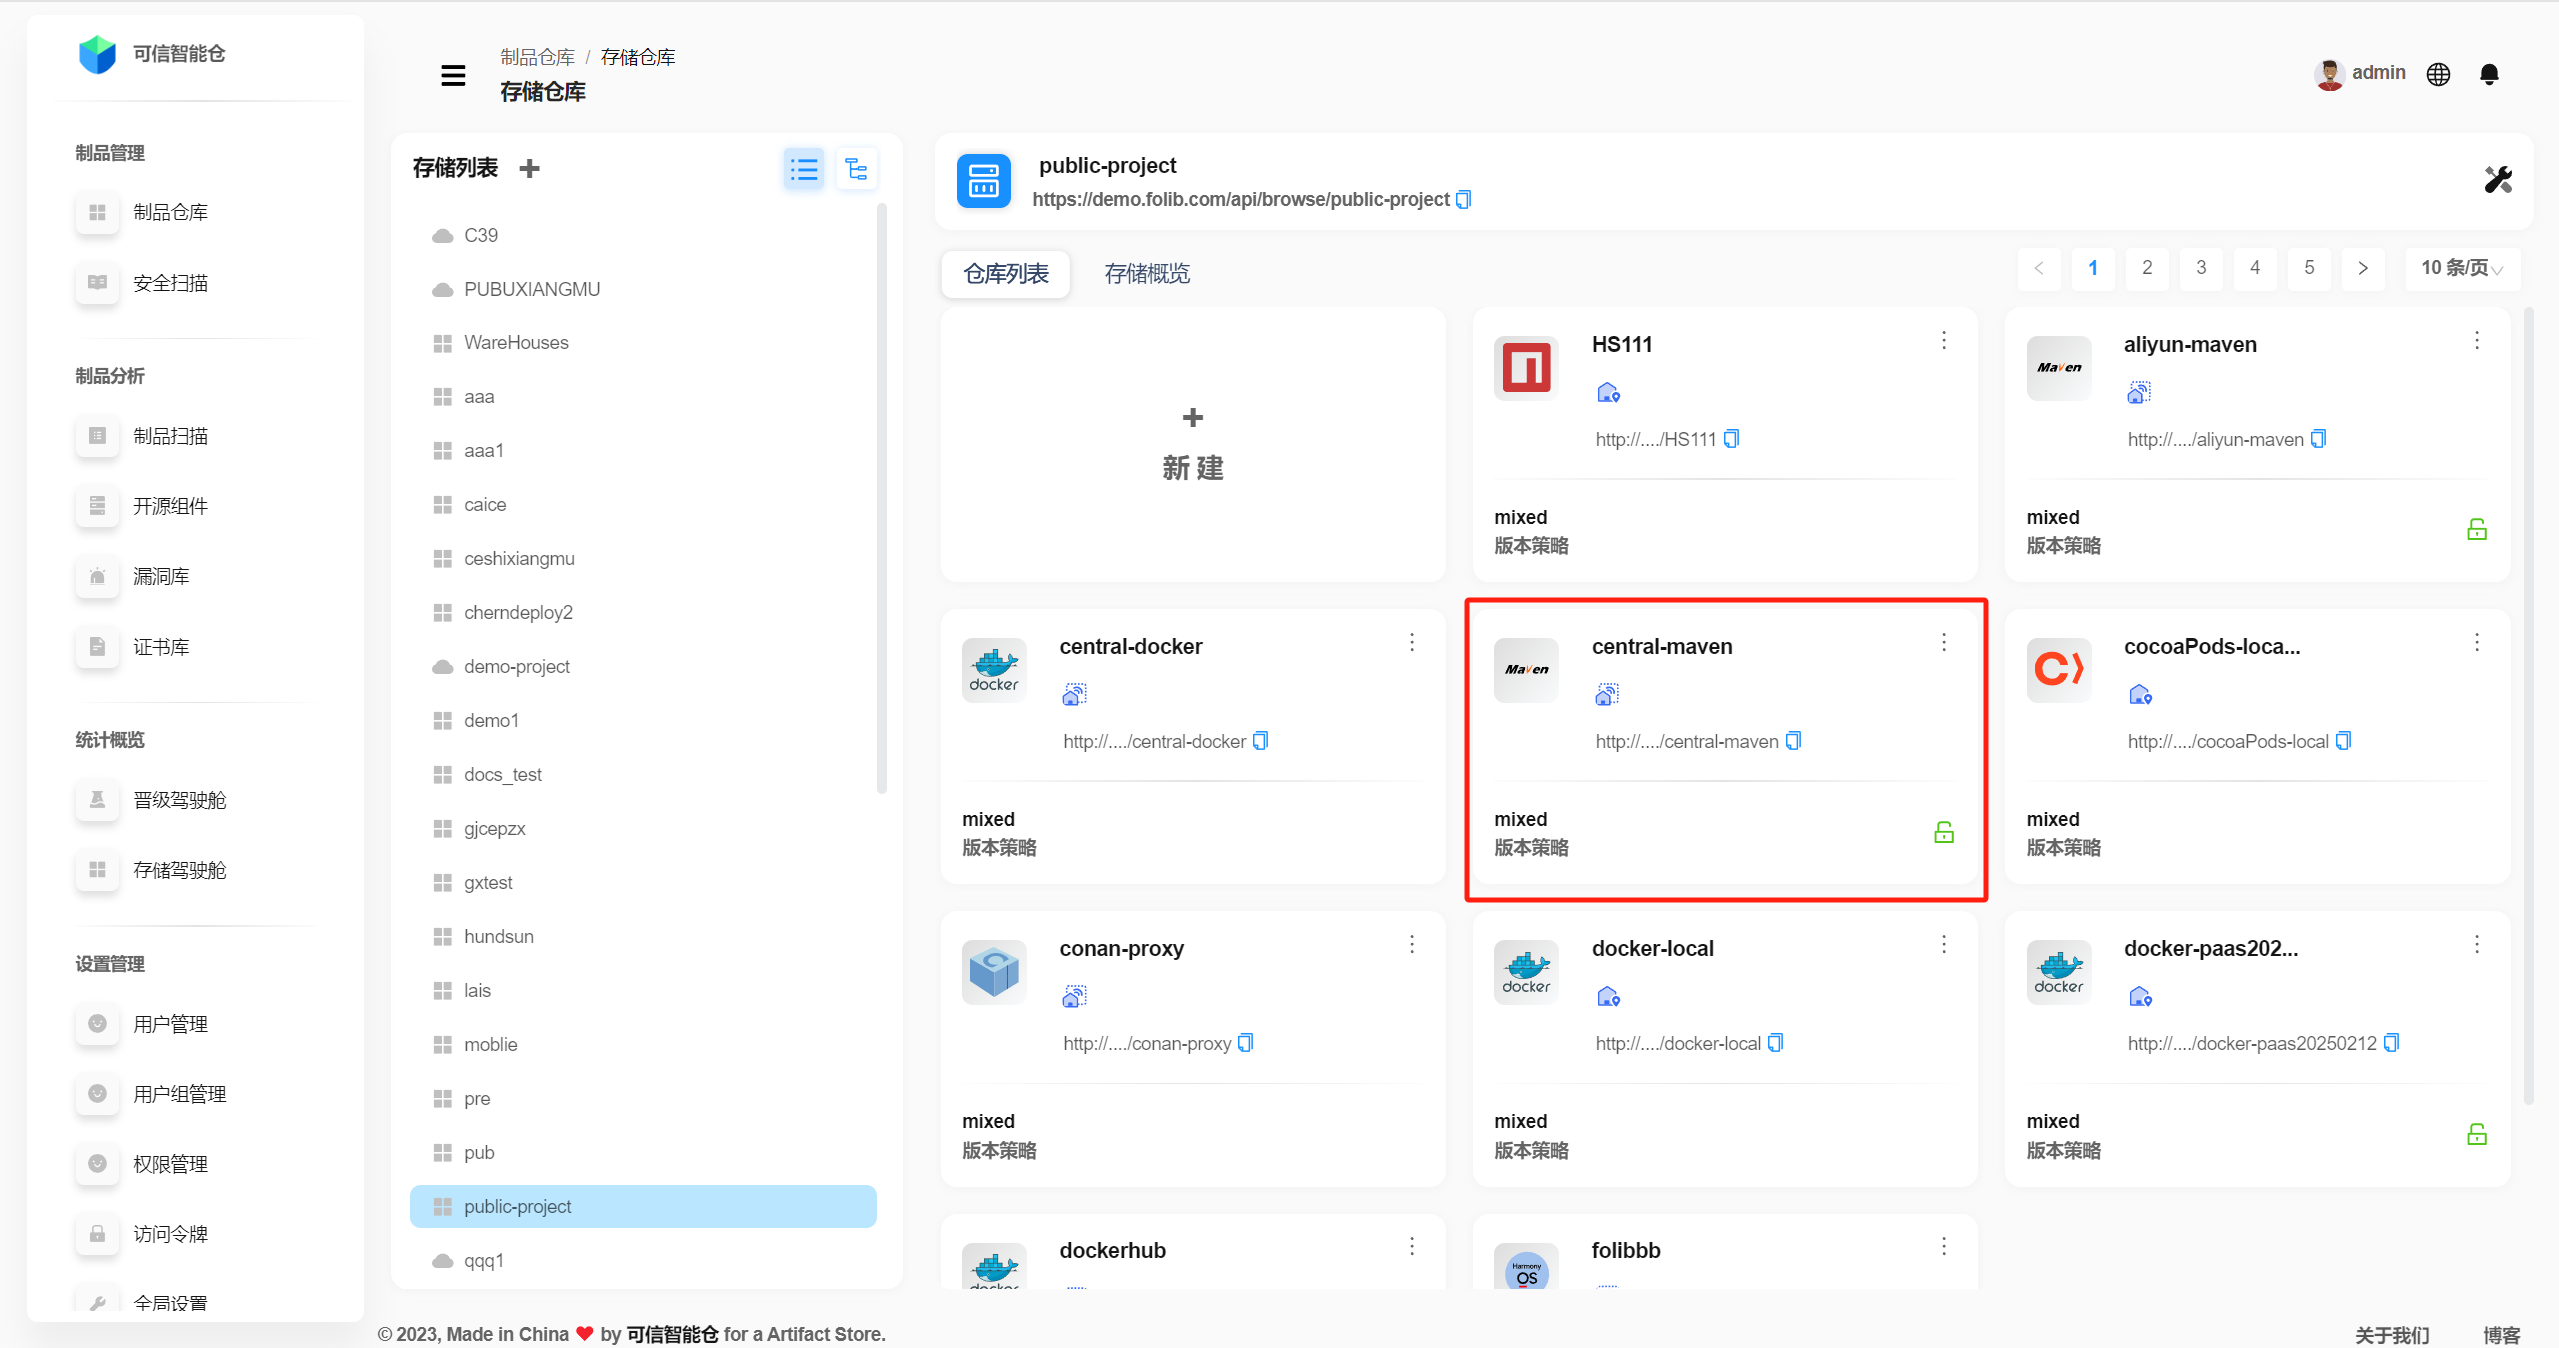 可信智能仓
制品管理
制品仓库
安全扫描
制品分析
制品扫描
开源组件
漏洞库
证书库
统计概览
晋级驾驶舱
存储驾驶舱
设置管理
用户管理
用户组管理
权限管理
访问令牌
全局设置
制品仓库 / 存储仓库
存储仓库
admin
存储列表
C39
PUBUXIANGMU
WareHouses
aaa
aaa1
caice
ceshixiangmu
cherndeploy2
demo-project
demo1
docs_test
gjcepzx
gxtest
hundsun
lais
moblie
pre
pub
public-project
qqq1
public-project
https://demo.folib.com/api/browse/public-project
仓库列表 存储概览
1 2 3 4 5 10 条/页
新 建
HS111
http://..../HS111
mixed
版本策略
Maven
aliyun-maven
http://..../aliyun-maven
mixed
版本策略
docker
central-docker
http://..../central-docker
mixed
版本策略
Maven
central-maven
http://..../central-maven
mixed
版本策略
cocoaPods-loca...
http://..../cocoaPods-local
mixed
版本策略
conan-proxy
http://..../conan-proxy
mixed
版本策略
docker
docker-local
http://..../docker-local
mixed
版本策略
docker
docker-paas202...
http://..../docker-paas20250212
mixed
版本策略
docker
dockerhub
Harmony
OS
folibbb
© 2023, Made in China ❤ by 可信智能仓 for a Artifact Store.
关于我们 博客